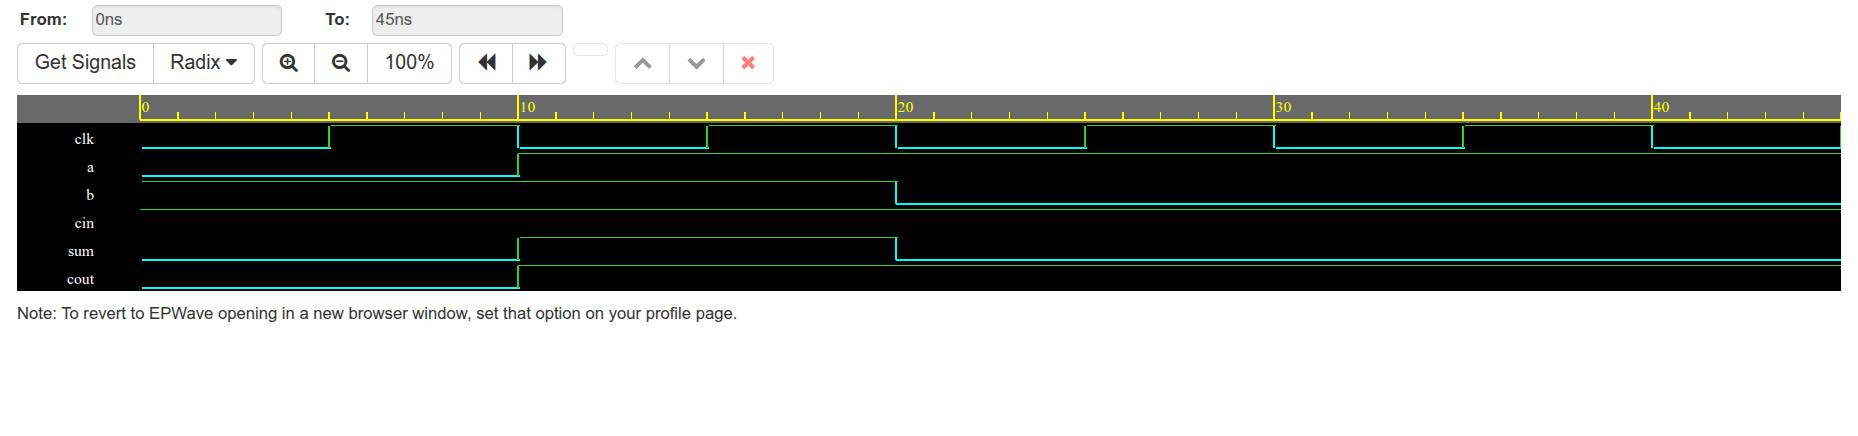 From: 0ns To: 45ns
Get Signals Radix 100%
0 10 20 30 40
clk
a
b
cin
sum
cout
Note: To revert to EPWave opening in a new browser window, set that option on your profile page.